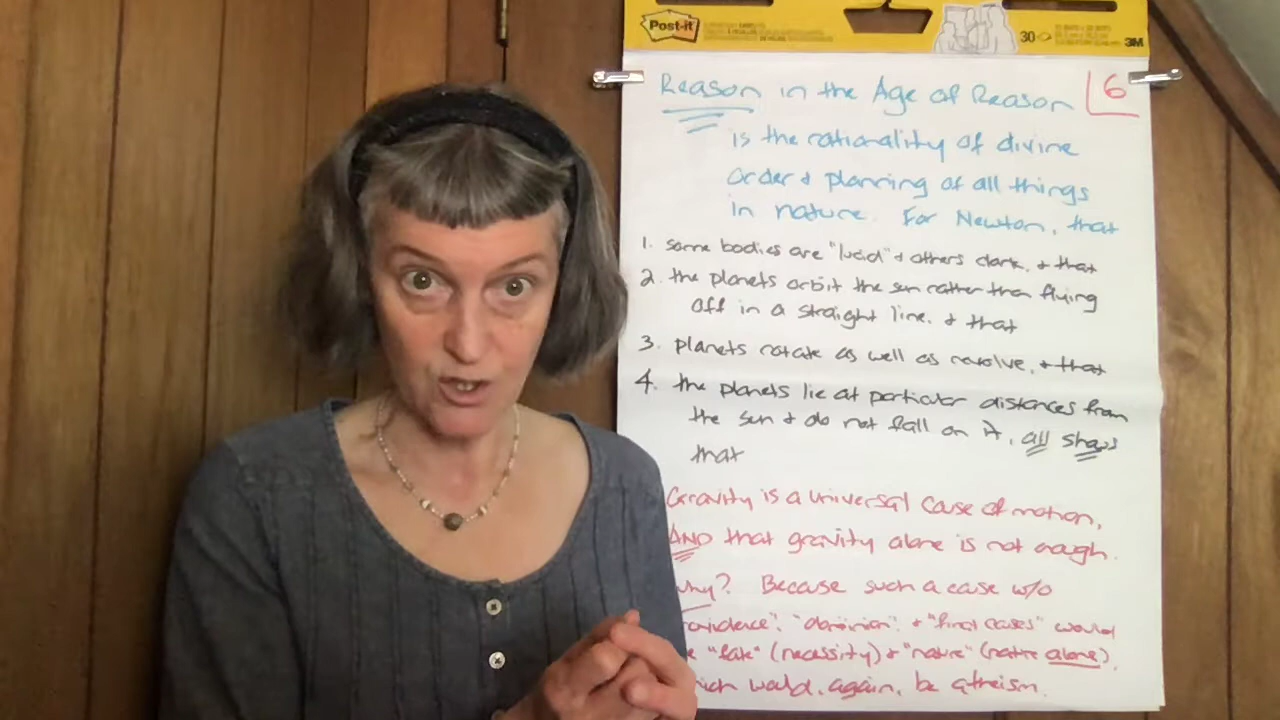 Post-it
30
3M
Reason in the Age of Reason
6
is the rationality of divine
order & planning of all things
in nature. For Newton, that
1. some bodies are "lucid" & others dark, & that
2. the planets orbit the sun rather than flying
off in a straight line. & that
3. planets rotate as well as revolve, & that
4. the planets lie at particular distances from
the sun & do not fall on it, all shows
that
Gravity is a universal cause of motion,
AND that gravity alone is not enough.
Why? Because such a cause w/o
"dominion" & "final causes" would
"fate" (necessity) & "nature" (nature alone),
would, again, be atheism.